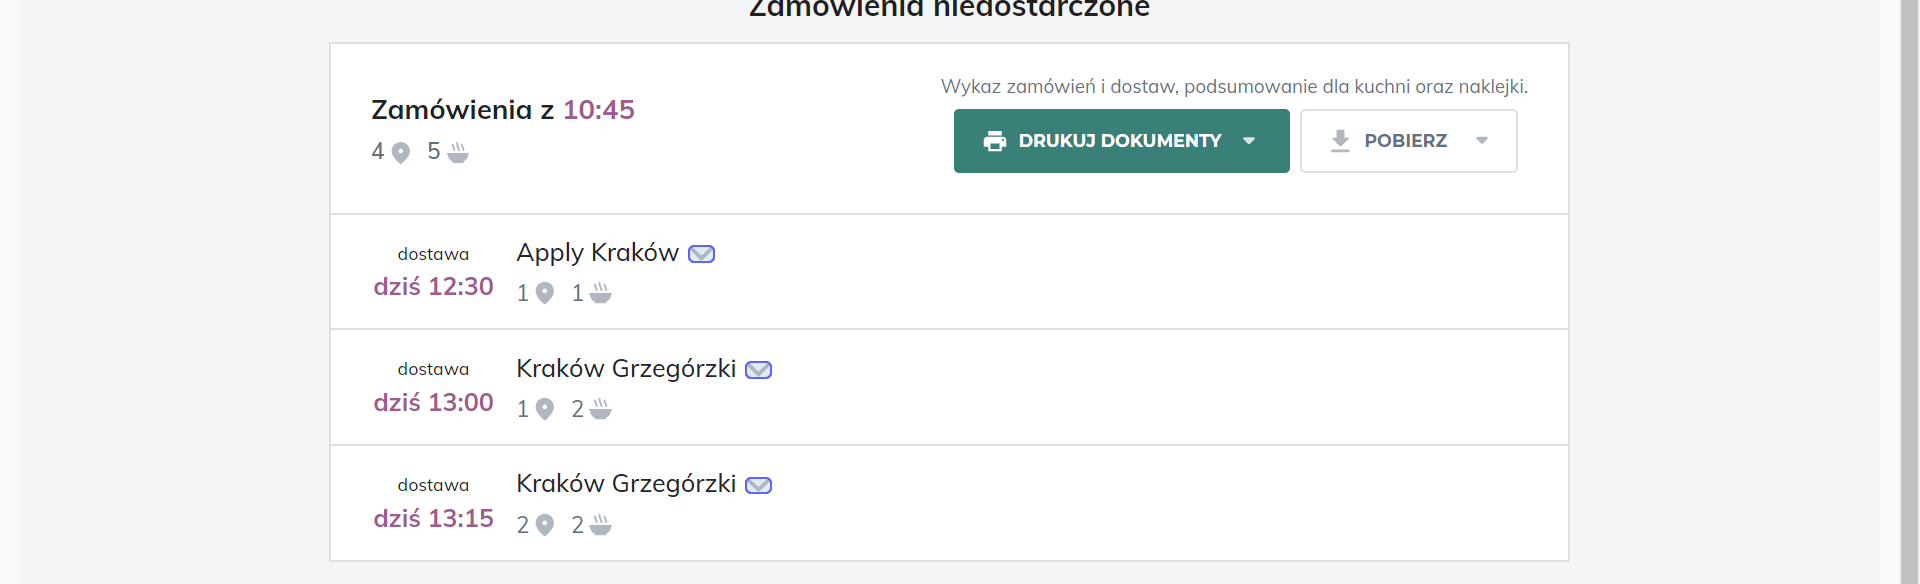 Zamówienia niedostarczone
Wykaz zamówień i dostaw, podsumowanie dla kuchni oraz naklejki.
Zamówienia z 10:45
DRUKUJ DOKUMENTY
POBIERZ
4 5
dostawa
Apply Kraków
dziś 12:30
1 1
dostawa
Kraków Grzegórzki
dziś 13:00
1 2
dostawa
Kraków Grzegórzki
dziś 13:15
2 2